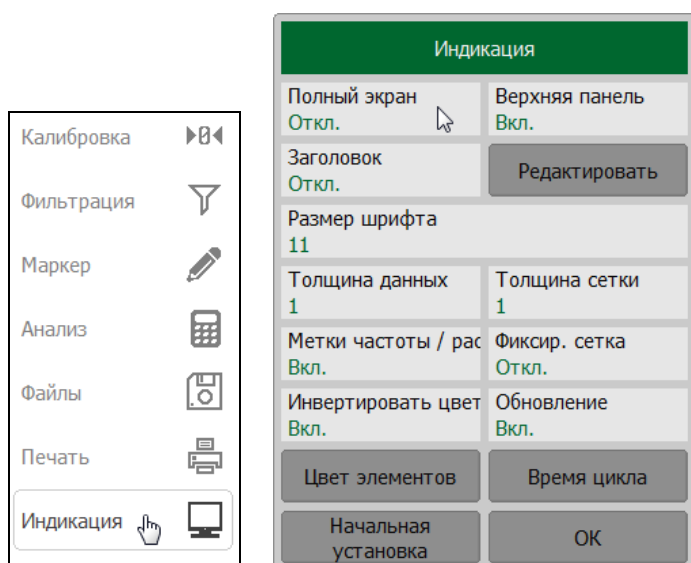 Калибровка
Фильтрация
Маркер
Анализ
Файлы
Печать
Индикация
Индикация
Полный экран
Откл.
Верхняя панель
Вкл.
Заголовок
Откл.
Редактировать
Размер шрифта
11
Толщина данных
1
Толщина сетки
1
Метки частоты / рас
Вкл.
Фиксир. сетка
Откл.
Инвертировать цвет
Вкл.
Обновление
Вкл.
Цвет элементов
Время цикла
Начальная
установка
ОК